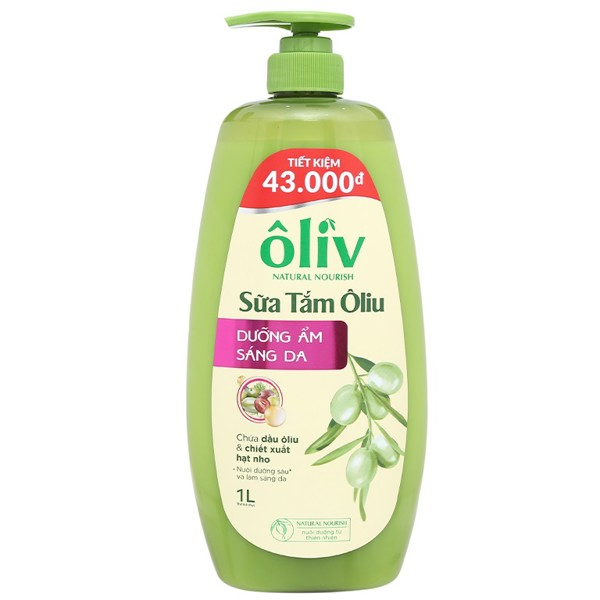 TIẾT KIỆM
43.000đ
ôliv
NATURAL NOURISH
Sữa Tắm Ôliu
DƯỠNG ẨM
SÁNG DA
Chứa dầu ôliu
& chiết xuất
hạt nho
• Nuôi dưỡng sâu*
và làm sáng da
1L
NATURAL NOURISH
nuôi dưỡng từ
thiên nhiên